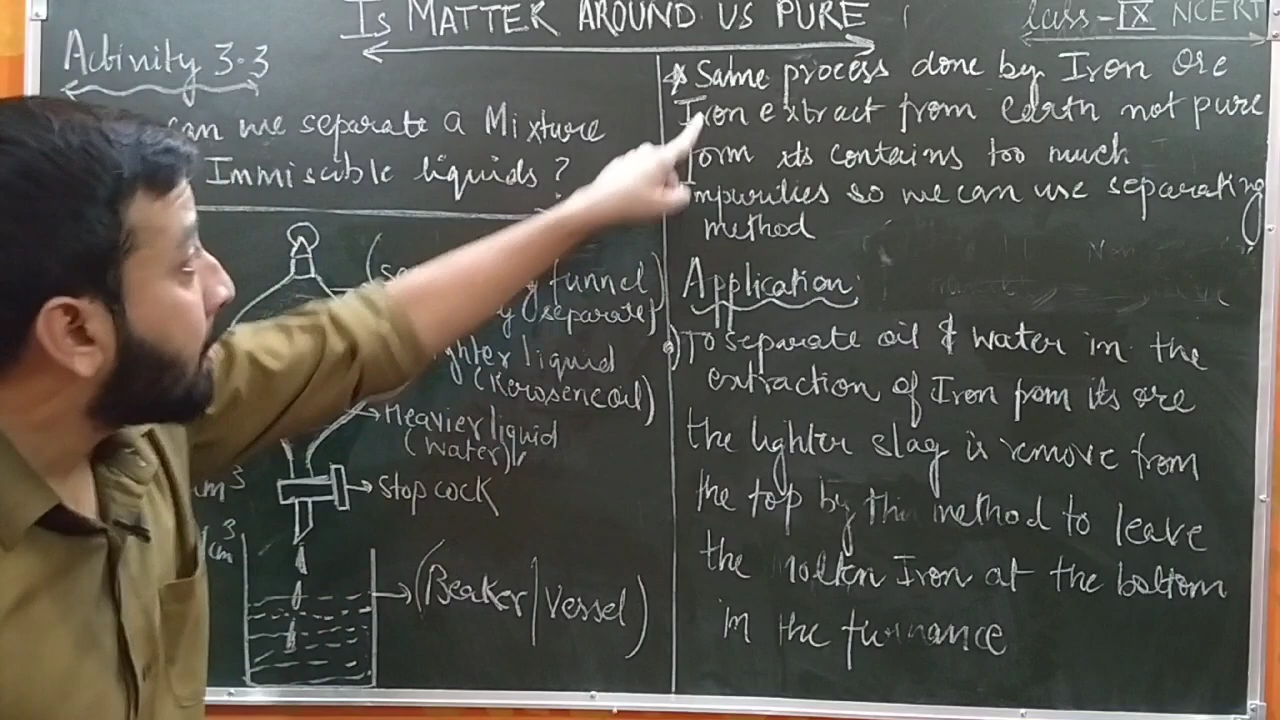 Is MATTER AROUND US PURE
lass - IX NCERT
Activity 3.3
can we separate a Mixture
Immiscible liquids ?
funnel)
separate)
lighter liquid
(Kerosene oil)
Heavier liquid
(water)
Stop cock
cm³
/cm³
(Beaker | Vessel)
* Same process done by Iron Ore
Iron extract from earth not pure
form its contains too much
impurities so we can use separating
method
Application
) To separate oil & water in the
extraction of Iron from its ore
the lighter slag is remove from
the top by this method to leave
the molten Iron at the bottom
in the furnance